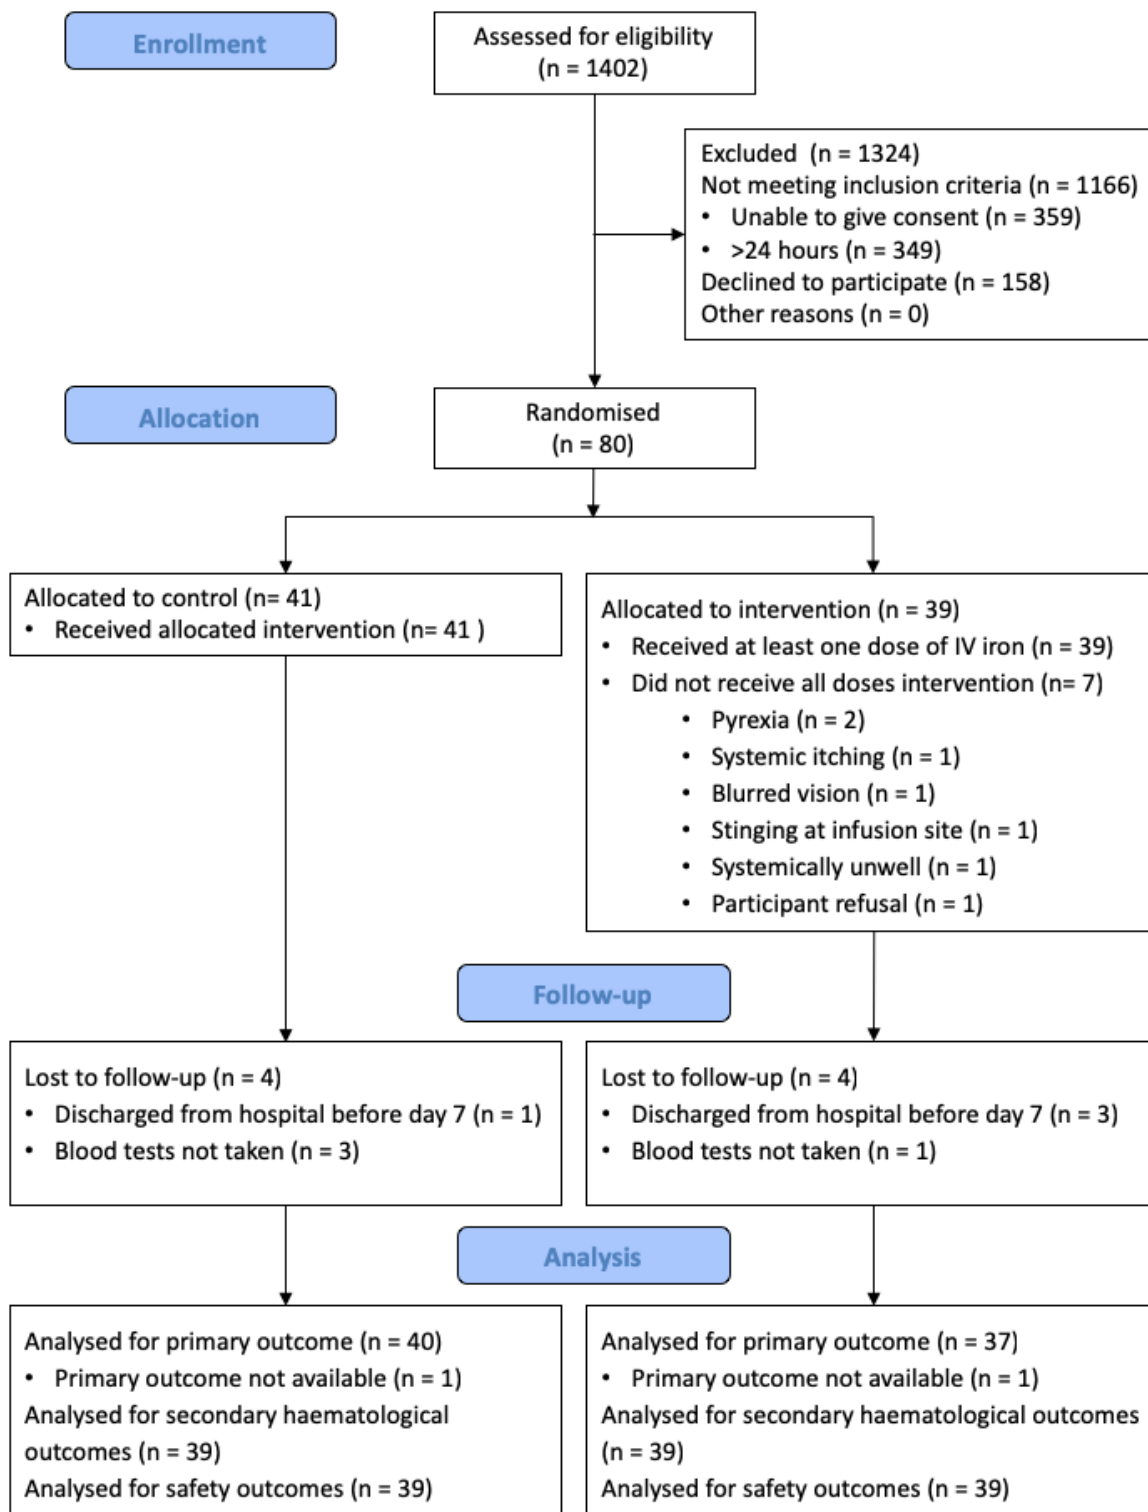 Enrollment
Assessed for eligibility
(n = 1402)
Excluded  (n = 1324)
Not meeting inclusion criteria (n = 1166)
• Unable to give consent (n = 359)
• >24 hours (n = 349)
Declined to participate (n = 158)
Other reasons (n = 0)
Allocation
Randomised
(n = 80)
Allocated to control (n= 41)
• Received allocated intervention (n= 41 )
Allocated to intervention (n = 39)
• Received at least one dose of IV iron (n = 39)
• Did not receive all doses intervention (n= 7)
• Pyrexia (n = 2)
• Systemic itching (n = 1)
• Blurred vision (n = 1)
• Stinging at infusion site (n = 1)
• Systemically unwell (n = 1)
• Participant refusal (n = 1)
Follow-up
Lost to follow-up (n = 4)
• Discharged from hospital before day 7 (n = 1)
• Blood tests not taken (n = 3)
Lost to follow-up (n = 4)
• Discharged from hospital before day 7 (n = 3)
• Blood tests not taken (n = 1)
Analysis
Analysed for primary outcome (n = 40)
• Primary outcome not available (n = 1)
Analysed for secondary haematological
outcomes (n = 39)
Analysed for safety outcomes (n = 39)
Analysed for primary outcome (n = 37)
• Primary outcome not available (n = 1)
Analysed for secondary haematological outcomes
(n = 39)
Analysed for safety outcomes (n = 39)